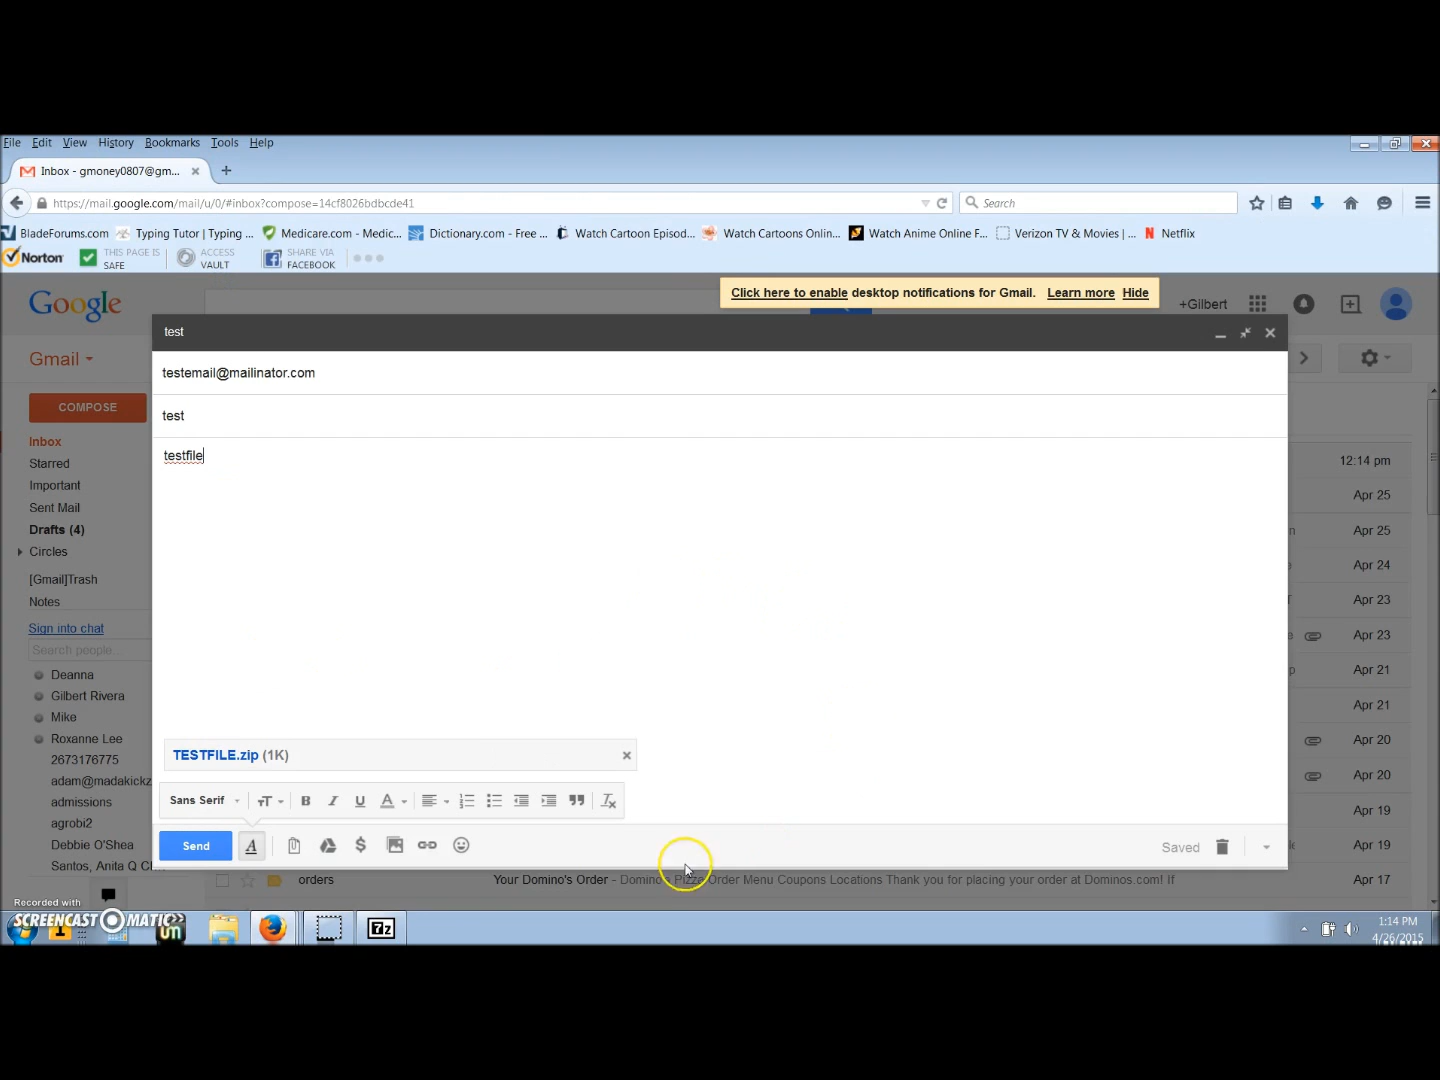 File Edit View History Bookmarks Tools Help
Inbox - gmoney0807@gm...
https://mail.google.com/mail/u/0/#inbox?compose=14cf8026bdbcde41
Search
BladeForums.com Typing Tutor | Typing ... Medicare.com - Medic... Dictionary.com - Free ... Watch Cartoon Episod... Watch Cartoons Onlin... Watch Anime Online F... Verizon TV & Movies | ... Netflix
Norton THIS PAGE IS SAFE ACCESS VAULT SHARE VIA FACEBOOK
Click here to enable desktop notifications for Gmail. Learn more Hide
Google
+Gilbert
test
Gmail
testemail@mailinator.com
COMPOSE
test
Inbox
testfile
12:14 pm
Starred
Important
Apr 25
Sent Mail
Drafts (4)
Apr 25
Circles
Apr 24
[Gmail]Trash
Notes
Apr 23
Sign into chat
Apr 23
Search people...
Deanna
Apr 21
Gilbert Rivera
Apr 21
Mike
Roxanne Lee
Apr 20
TESTFILE.zip (1K)
2673176775
adam@madakickz
Apr 20
Sans Serif
admissions
Apr 19
agrobi2
Debbie O'Shea
Send
Saved
Apr 19
Santos, Anita Q C
orders
Your Domino's Order - Domino's Pizza Order Menu Coupons Locations Thank you for placing your order at Dominos.com! If
Apr 17
Recorded with
SCREENCAST MATIC
um
7z
1:14 PM
4/26/2015